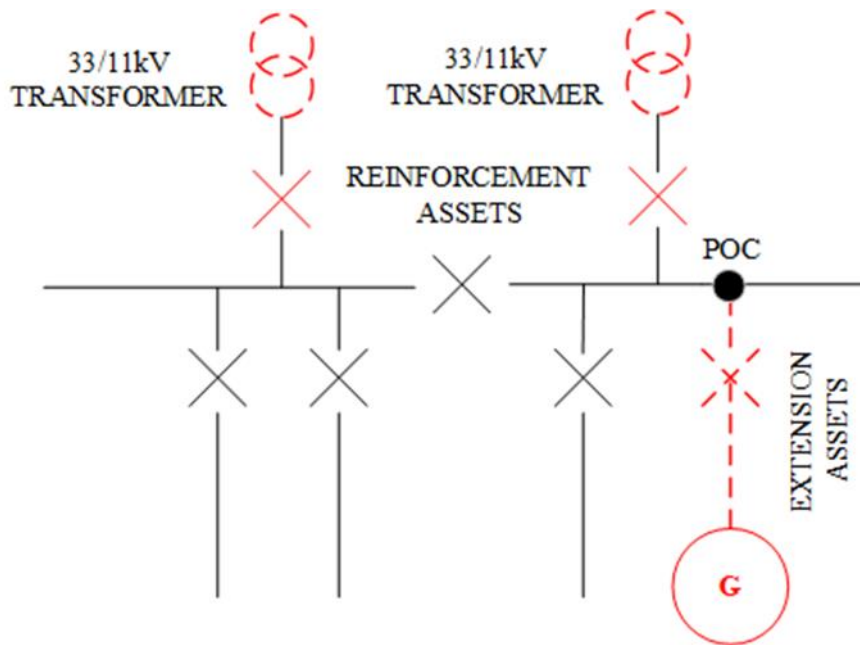 33/11kV
TRANSFORMER
33/11kV
TRANSFORMER
REINFORCEMENT
ASSETS
POC
EXTENSION
ASSETS
G